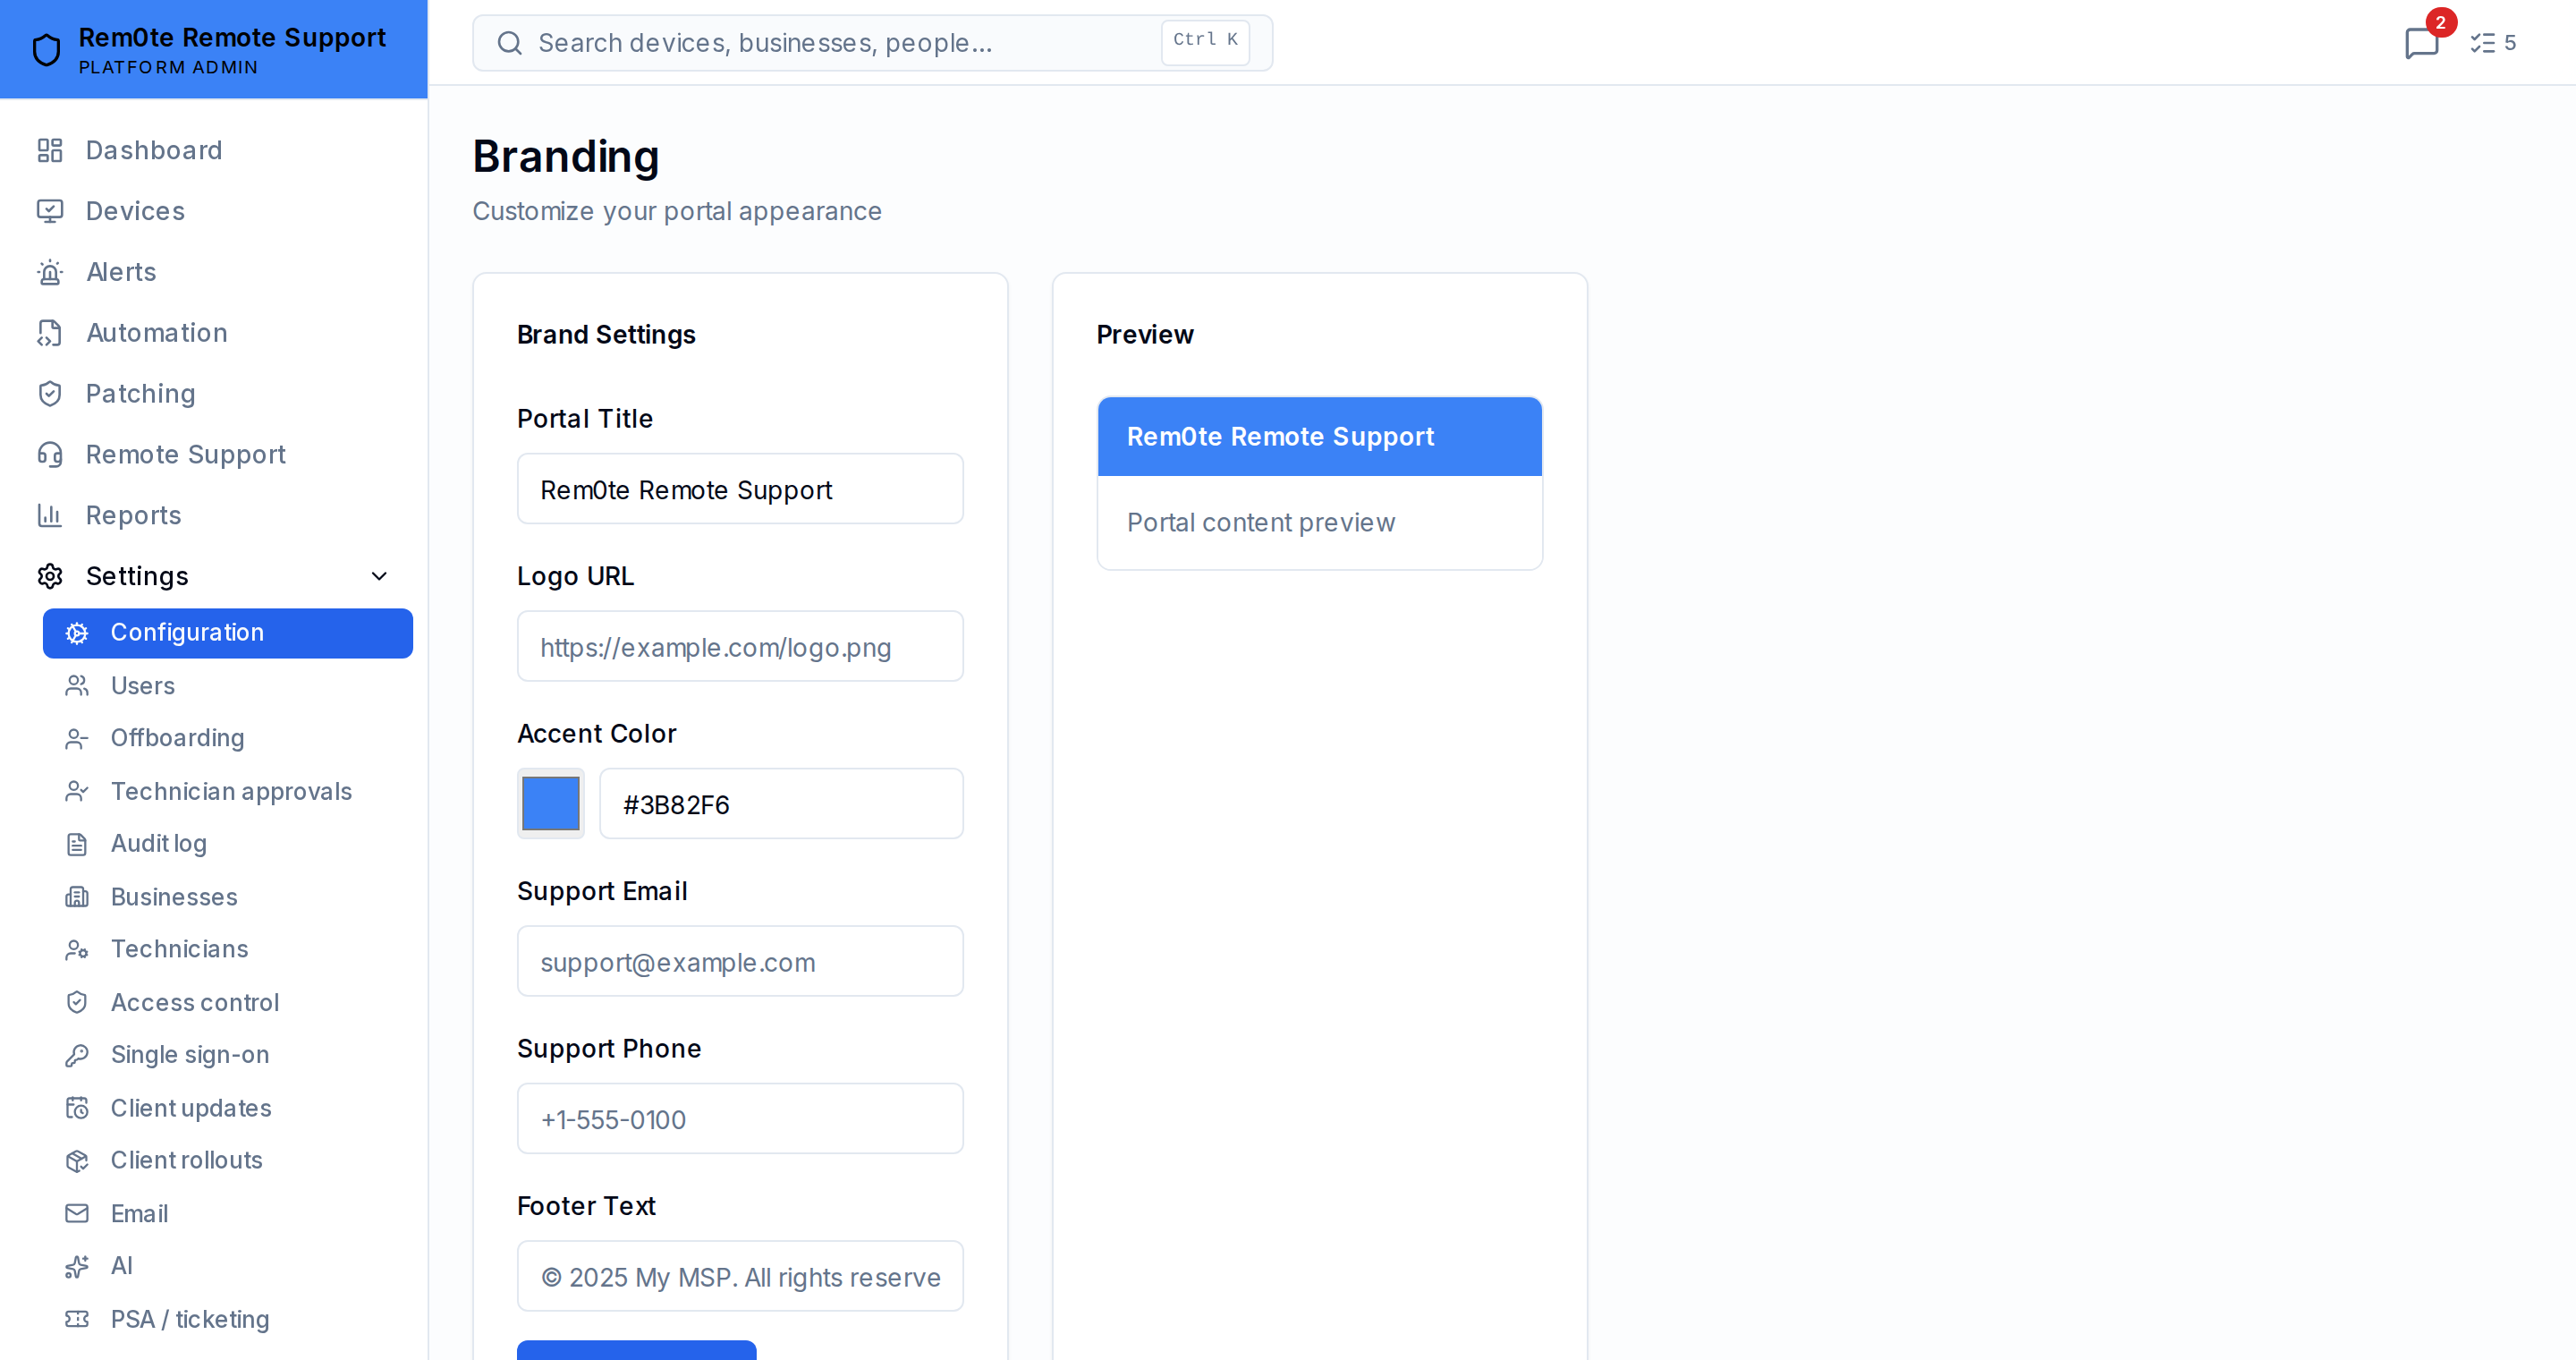 Rem0te Remote Support
PLATFORM ADMIN
Search devices, businesses, people...
Ctrl K
2
5
Dashboard
Devices
Alerts
Automation
Patching
Remote Support
Reports
Settings
Configuration
Users
Offboarding
Technician approvals
Audit log
Businesses
Technicians
Access control
Single sign-on
Client updates
Client rollouts
Email
AI
PSA / ticketing
Branding
Customize your portal appearance
Brand Settings
Portal Title
Rem0te Remote Support
Logo URL
https://example.com/logo.png
Accent Color
#3B82F6
Support Email
support@example.com
Support Phone
+1-555-0100
Footer Text
© 2025 My MSP. All rights reserve
Preview
Rem0te Remote Support
Portal content preview